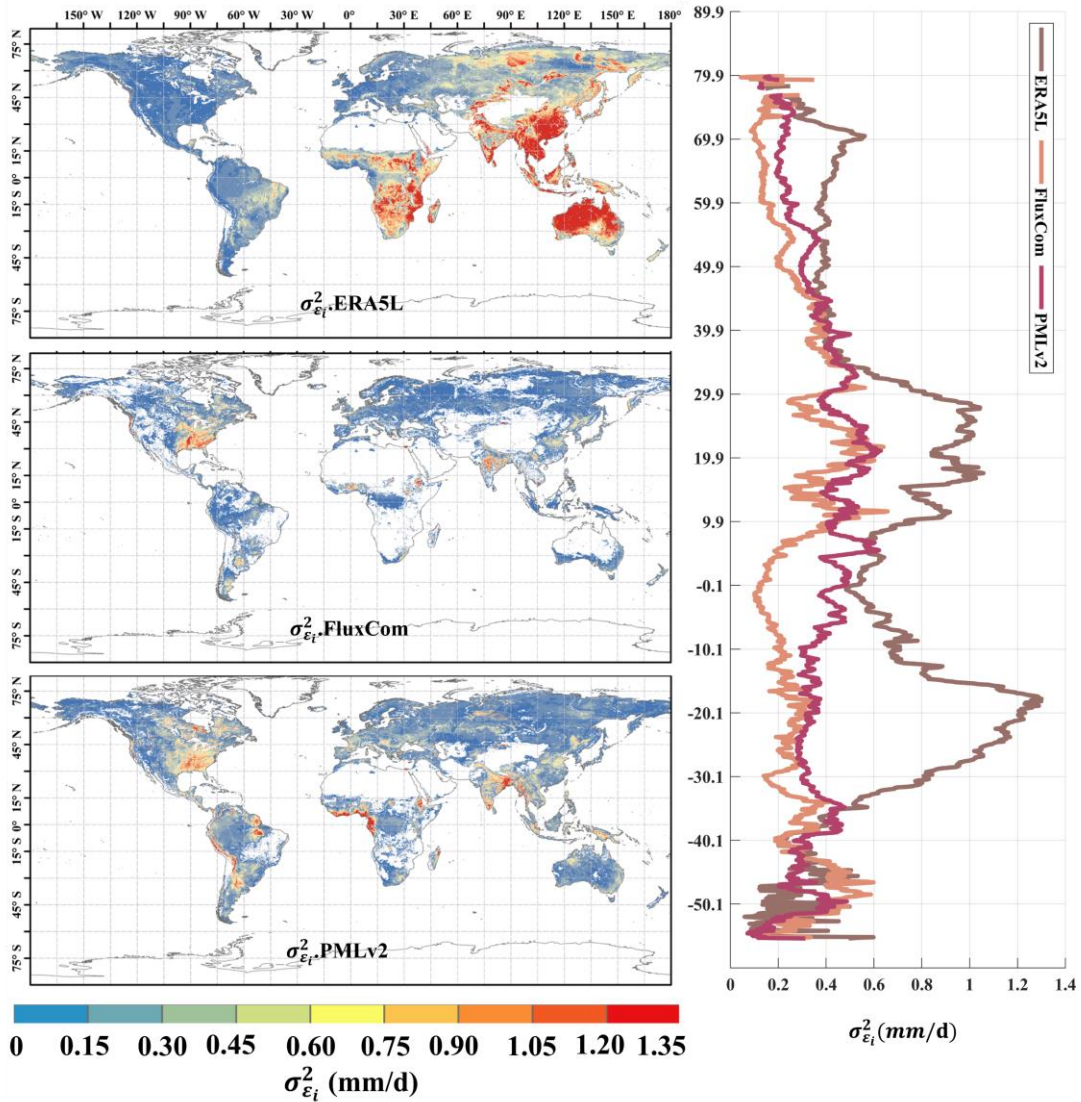 150° W 120° W 90° W 60° W 30° W 0° 30° E 60° E 90° E 120° E 150° E 180°
75° N
45° N
15° N
0°
15° S
45° S
75° S
σ²εᵢ.ERA5L
75° N
45° N
15° N
0°
15° S
45° S
75° S
σ²εᵢ.FluxCom
75° N
45° N
15° N
0°
15° S
45° S
75° S
σ²εᵢ.PMLv2
0 0.15 0.30 0.45 0.60 0.75 0.90 1.05 1.20 1.35
σ²εᵢ (mm/d)
89.9
79.9
69.9
59.9
49.9
39.9
29.9
19.9
9.9
-0.1
-10.1
-20.1
-30.1
-40.1
-50.1
ERA5L FluxCom PMLv2
0 0.2 0.4 0.6 0.8 1 1.2 1.4
σ²εᵢ(mm/d)